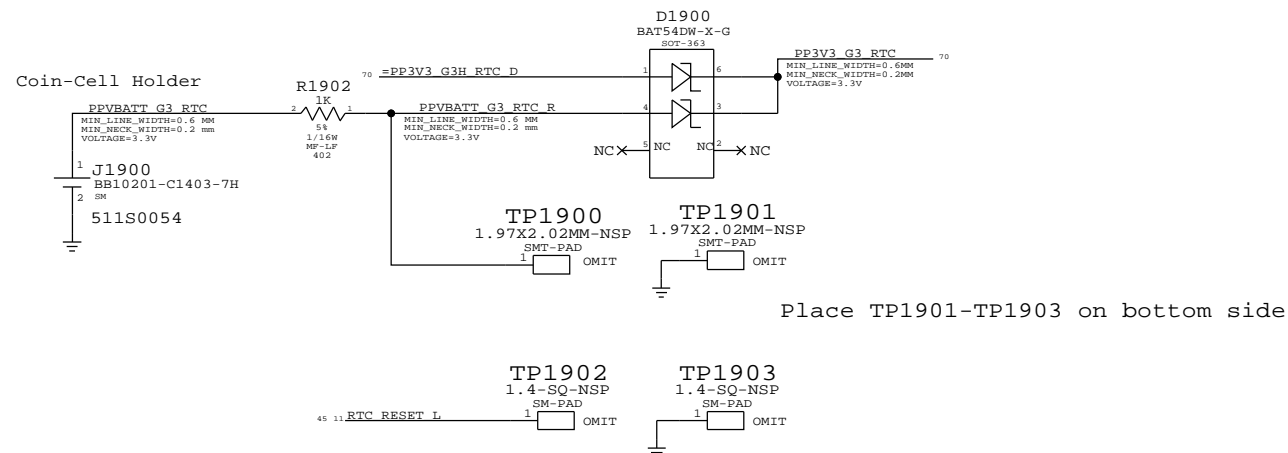 D1900
BAT54DW-X-G
SOT-363
PP3V3_G3_RTC 70
MIN_LINE_WIDTH=0.6MM
MIN_NECK_WIDTH=0.2MM
VOLTAGE=3.3V
70 =PP3V3_G3H_RTC_D 1 6
Coin-Cell Holder
R1902
1K
PPVBATT_G3_RTC 2 1 PPVBATT_G3_RTC_R 4 3
MIN_LINE_WIDTH=0.6 MM
MIN_NECK_WIDTH=0.2 mm
VOLTAGE=3.3V
5%
1/16W
MF-LF
402
MIN_LINE_WIDTH=0.6 MM
MIN_NECK_WIDTH=0.2 mm
VOLTAGE=3.3V
NC 5 NC NC 2 NC
1
J1900
BB10201-C1403-7H
2 SM
511S0054
TP1900
1.97X2.02MM-NSP
SMT-PAD
1 OMIT
TP1901
1.97X2.02MM-NSP
SMT-PAD
1 OMIT
Place TP1901-TP1903 on bottom side
TP1902
1.4-SQ-NSP
SM-PAD
45 11 RTC_RESET_L 1 OMIT
TP1903
1.4-SQ-NSP
SM-PAD
1 OMIT